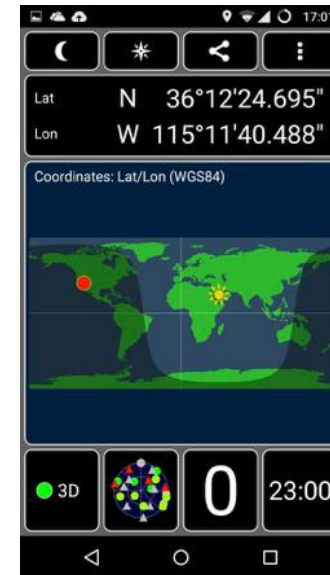 17:01
Lat N 36°12'24.695"
Lon W 115°11'40.488"
Coordinates: Lat/Lon (WGS84)
3D 0 23:00